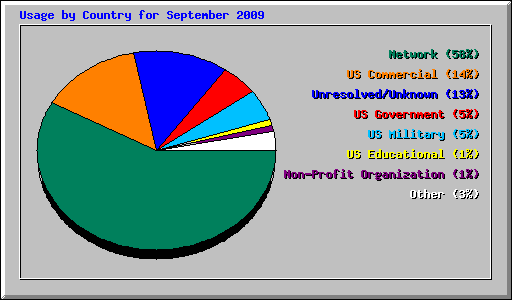 Usage by Country for September 2009
Network (58%)
US Commercial (14%)
Unresolved/Unknown (13%)
US Government (5%)
US Military (5%)
US Educational (1%)
Non-Profit Organization (1%)
Other (3%)